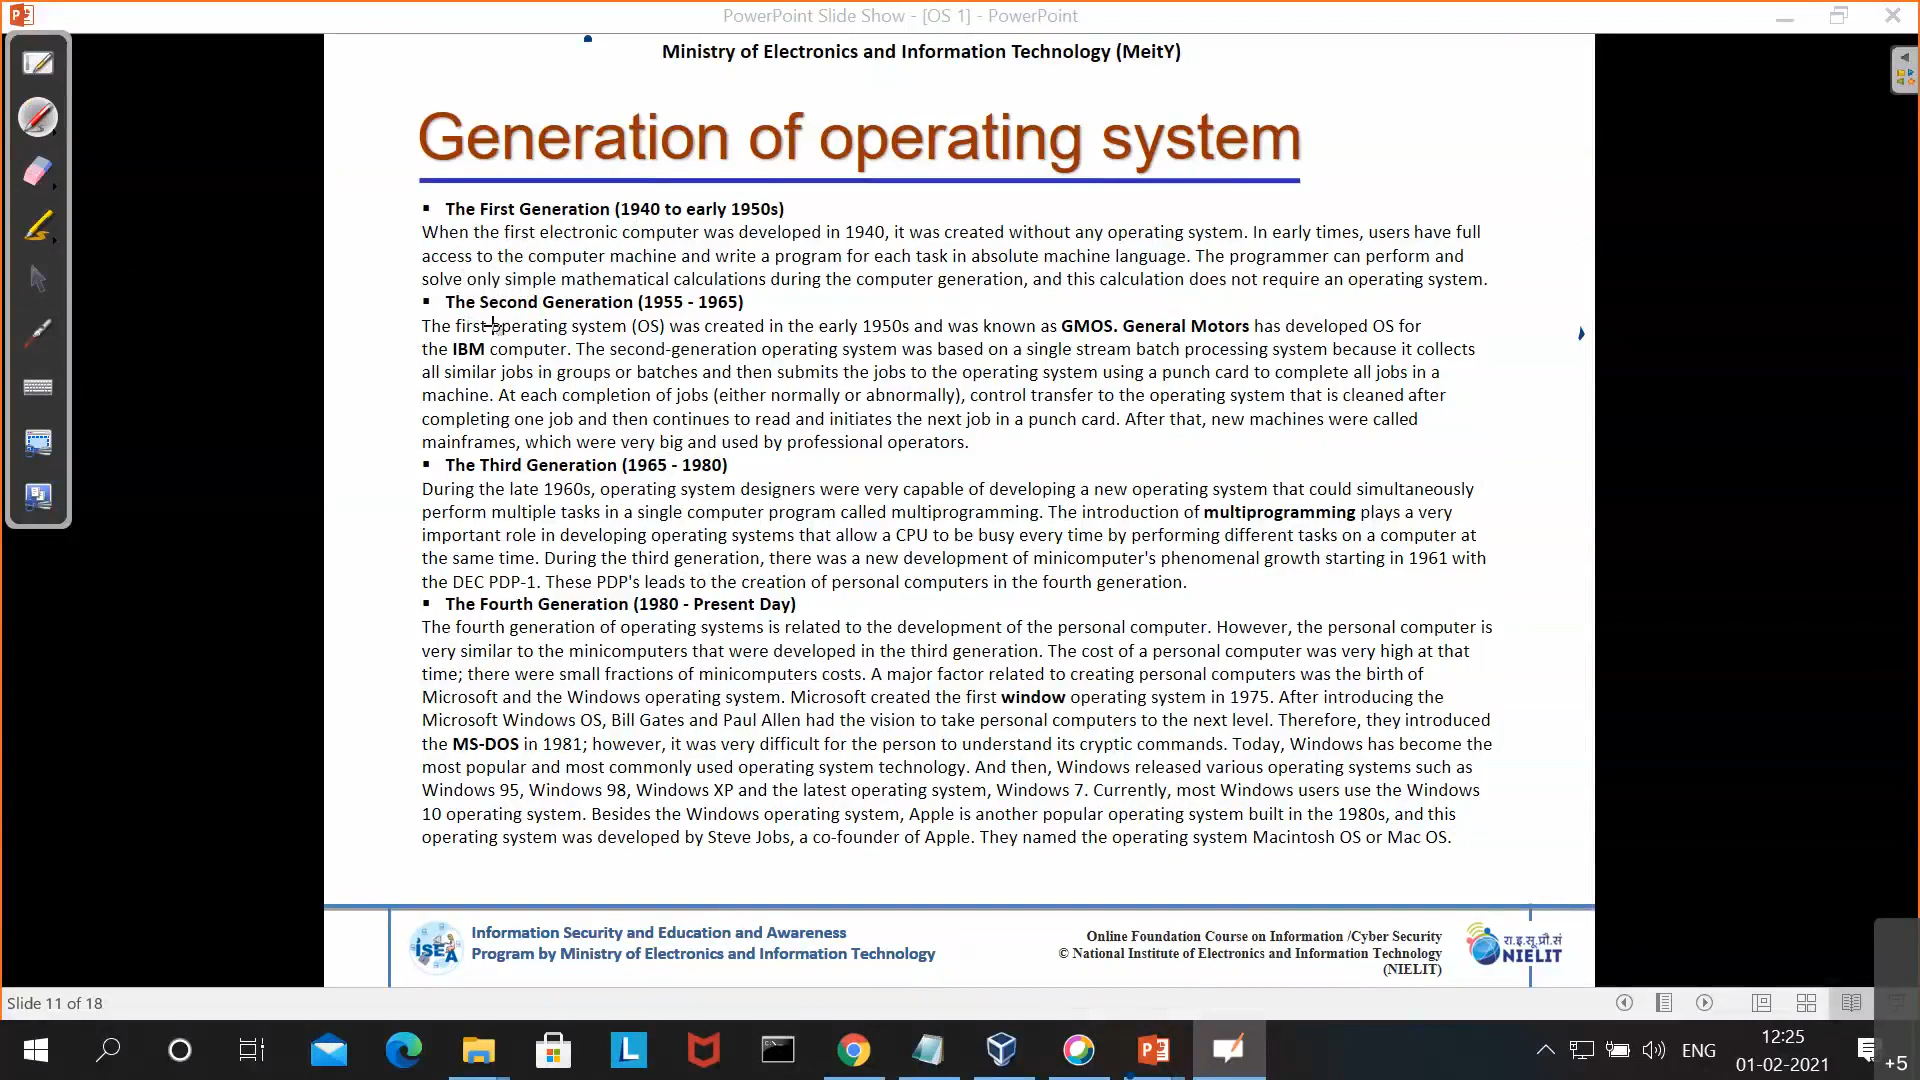 PowerPoint Slide Show - [OS 1] - PowerPoint
Ministry of Electronics and Information Technology (MeitY)
Generation of operating system
▪ The First Generation (1940 to early 1950s)
When the first electronic computer was developed in 1940, it was created without any operating system. In early times, users have full
access to the computer machine and write a program for each task in absolute machine language. The programmer can perform and
solve only simple mathematical calculations during the computer generation, and this calculation does not require an operating system.
▪ The Second Generation (1955 - 1965)
The first operating system (OS) was created in the early 1950s and was known as GMOS. General Motors has developed OS for
the IBM computer. The second-generation operating system was based on a single stream batch processing system because it collects
all similar jobs in groups or batches and then submits the jobs to the operating system using a punch card to complete all jobs in a
machine. At each completion of jobs (either normally or abnormally), control transfer to the operating system that is cleaned after
completing one job and then continues to read and initiates the next job in a punch card. After that, new machines were called
mainframes, which were very big and used by professional operators.
▪ The Third Generation (1965 - 1980)
During the late 1960s, operating system designers were very capable of developing a new operating system that could simultaneously
perform multiple tasks in a single computer program called multiprogramming. The introduction of multiprogramming plays a very
important role in developing operating systems that allow a CPU to be busy every time by performing different tasks on a computer at
the same time. During the third generation, there was a new development of minicomputer's phenomenal growth starting in 1961 with
the DEC PDP-1. These PDP's leads to the creation of personal computers in the fourth generation.
▪ The Fourth Generation (1980 - Present Day)
The fourth generation of operating systems is related to the development of the personal computer. However, the personal computer is
very similar to the minicomputers that were developed in the third generation. The cost of a personal computer was very high at that
time; there were small fractions of minicomputers costs. A major factor related to creating personal computers was the birth of
Microsoft and the Windows operating system. Microsoft created the first window operating system in 1975. After introducing the
Microsoft Windows OS, Bill Gates and Paul Allen had the vision to take personal computers to the next level. Therefore, they introduced
the MS-DOS in 1981; however, it was very difficult for the person to understand its cryptic commands. Today, Windows has become the
most popular and most commonly used operating system technology. And then, Windows released various operating systems such as
Windows 95, Windows 98, Windows XP and the latest operating system, Windows 7. Currently, most Windows users use the Windows
10 operating system. Besides the Windows operating system, Apple is another popular operating system built in the 1980s, and this
operating system was developed by Steve Jobs, a co-founder of Apple. They named the operating system Macintosh OS or Mac OS.
ISEA
Information Security and Education and Awareness
Program by Ministry of Electronics and Information Technology
Online Foundation Course on Information /Cyber Security
© National Institute of Electronics and Information Technology
(NIELIT)
रा.इ.सू.प्रौ.सं
NIELIT
Slide 11 of 18
L
ENG
12:25
01-02-2021
+5